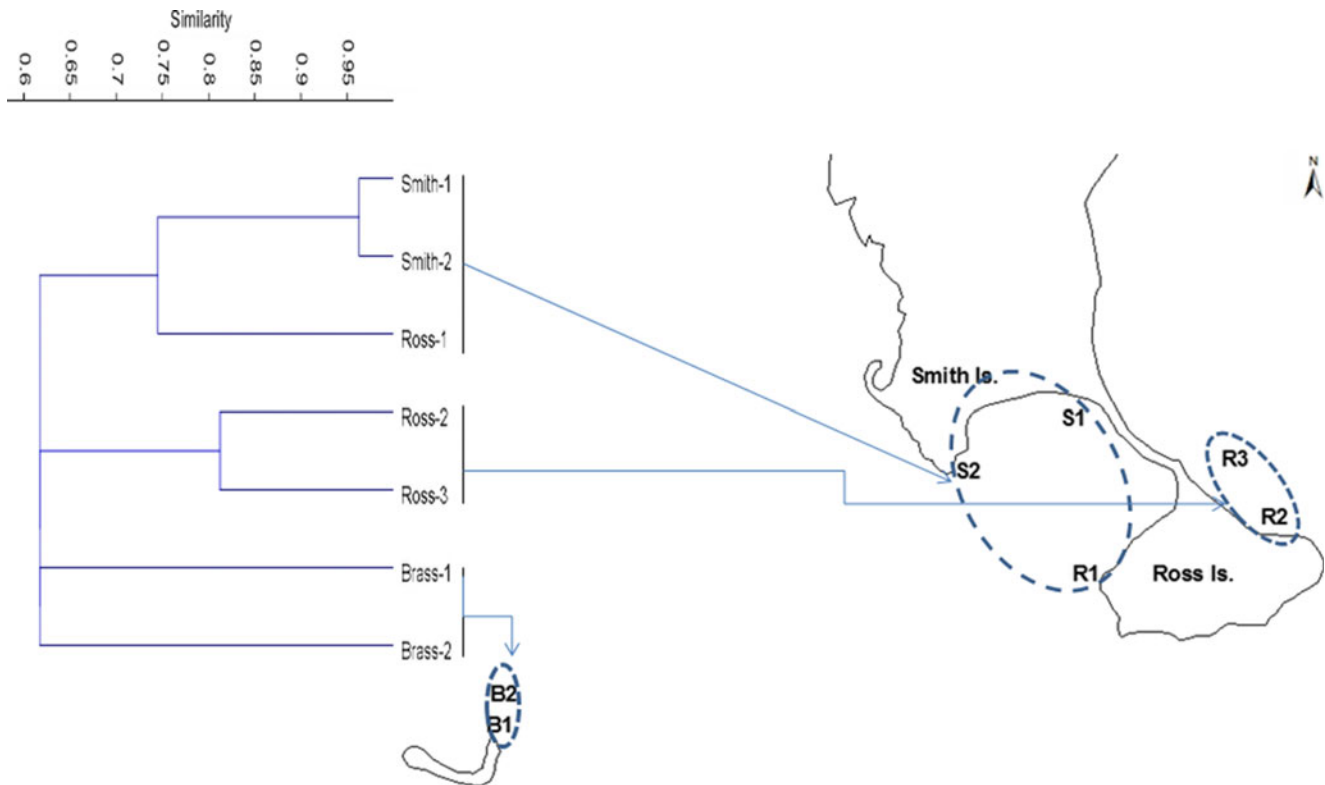 Similarity
0.6 0.65 0.7 0.75 0.8 0.85 0.9 0.95
Smith-1
Smith-2
Ross-1
Ross-2
Ross-3
Brass-1
Brass-2
B2
B1
N
Smith Is.
S1
S2
R3
R2
R1
Ross Is.